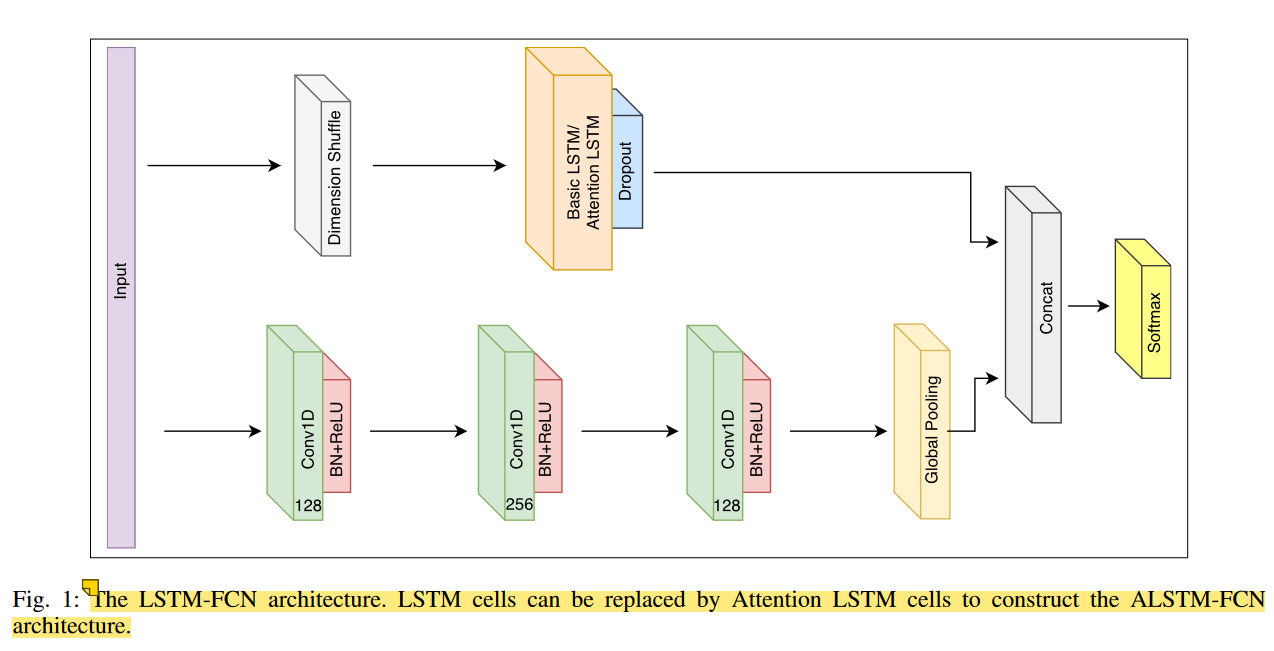 Input
Dimension Shuffle
Basic LSTM/
Attention LSTM
Dropout
Conv1D
128
BN+ReLU
Conv1D
256
BN+ReLU
Conv1D
128
BN+ReLU
Global Pooling
Concat
Softmax
Fig. 1: The LSTM-FCN architecture. LSTM cells can be replaced by Attention LSTM cells to construct the ALSTM-FCN
architecture.